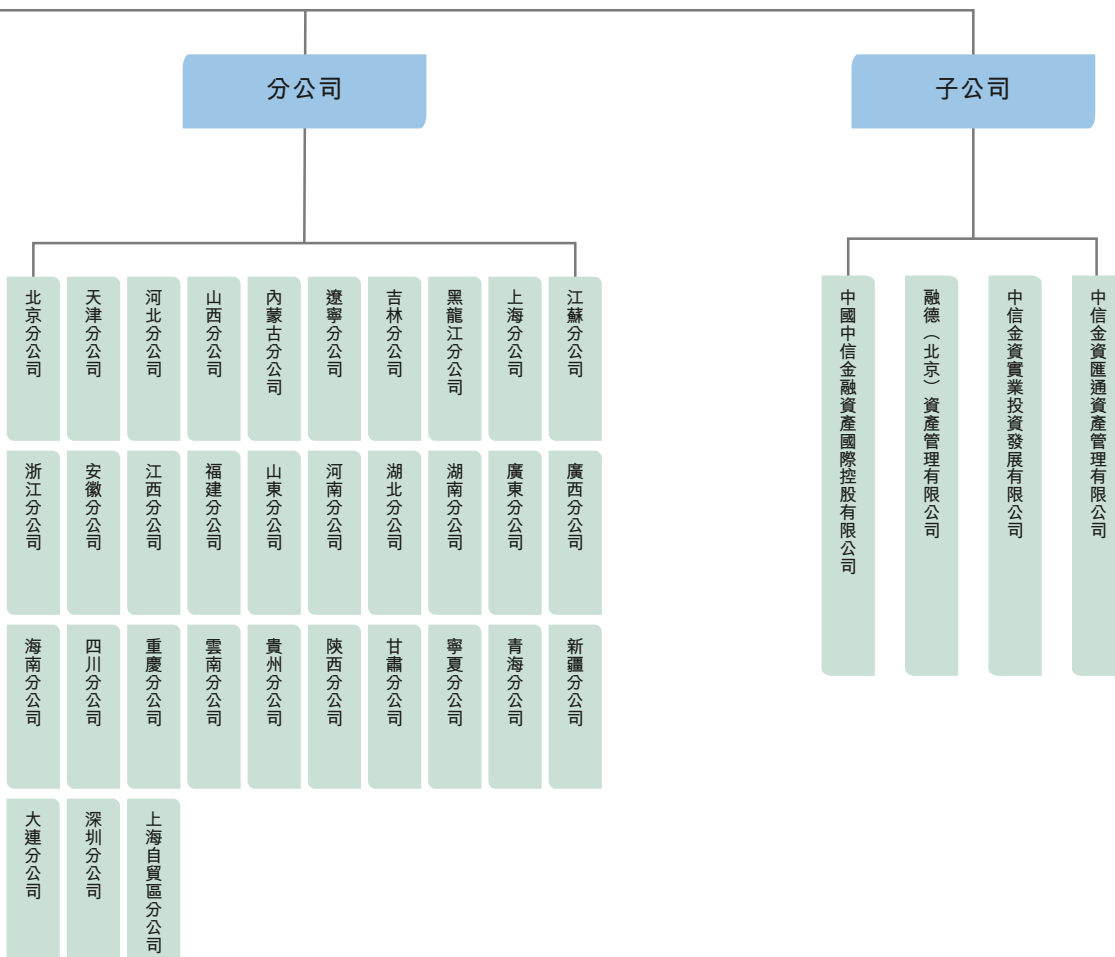 分公司
子公司
北京分公司
天津分公司
河北分公司
山西分公司
內蒙古分公司
遼寧分公司
吉林分公司
黑龍江分公司
上海分公司
江蘇分公司
浙江分公司
安徽分公司
江西分公司
福建分公司
山東分公司
河南分公司
湖北分公司
湖南分公司
廣東分公司
廣西分公司
海南分公司
四川分公司
重慶分公司
雲南分公司
貴州分公司
陝西分公司
甘肅分公司
寧夏分公司
青海分公司
新疆分公司
大連分公司
深圳分公司
上海自貿區分公司
中國中信金融資產國際控股有限公司
融德（北京）資產管理有限公司
中信金資實業投資發展有限公司
中信金資匯通資產管理有限公司